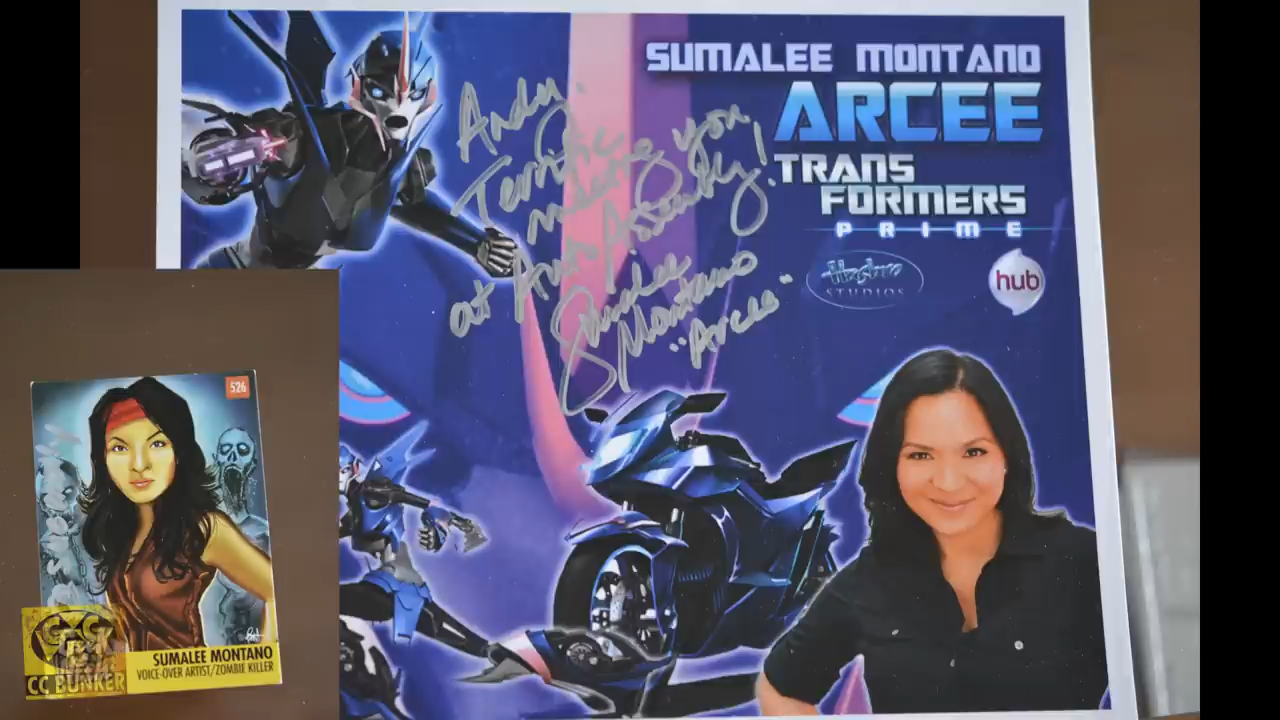 SUMALEE MONTANO
ARCEE
TRANS
FORMERS
PRIME
Hasbro
STUDIOS
hub
Andy.
Terrific
meeting you
at Auto Assembly!
Sumalee
Montano
"Arcee"
526
SUMALEE MONTANO
VOICE-OVER ARTIST/ZOMBIE KILLER
CC BUNKER